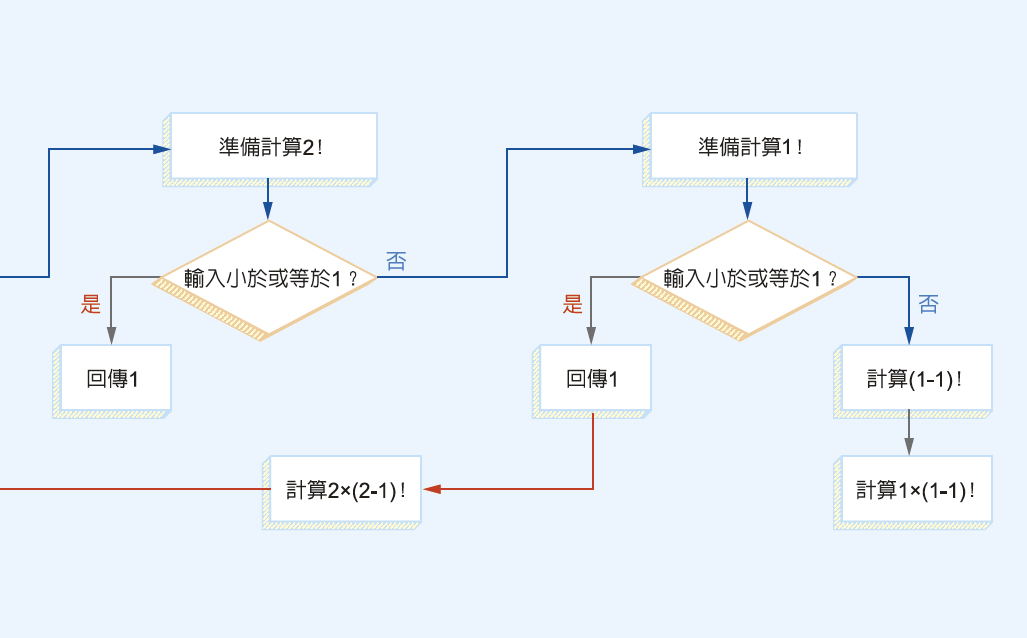 準備計算2！
準備計算1！
輸入小於或等於1？
否
輸入小於或等於1？
是
是
否
回傳1
回傳1
計算(1-1)！
計算2×(2-1)！
計算1×(1-1)！